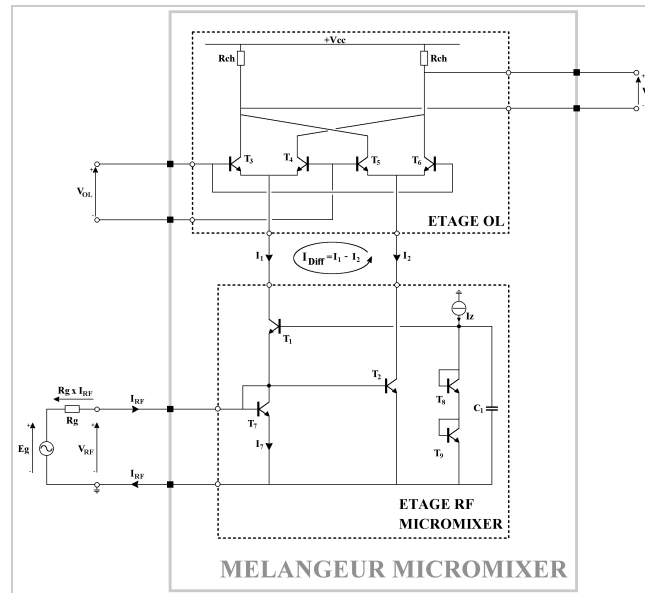 +Vcc
Rch
Rch
+
V
-
T3
T4
T5
T6
+
VOL
-
ETAGE OL
I1
IDiff =I1 - I2
I2
Iz
T1
Rg x IRF
IRF
T2
T8
C1
Rg
T7
+
Eg
-
+
VRF
-
I7
T9
IRF
ETAGE RF
MICROMIXER
MELANGEUR MICROMIXER